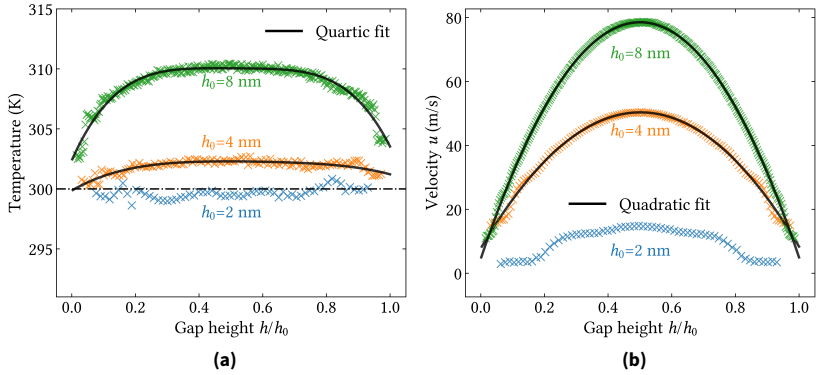 315
310
305
300
295
Temperature (K)
Quartic fit
h₀=8 nm
h₀=4 nm
h₀=2 nm
0.0 0.2 0.4 0.6 0.8 1.0
Gap height h/h₀
(a)
80
60
40
20
0
Velocity u (m/s)
h₀=8 nm
h₀=4 nm
Quadratic fit
h₀=2 nm
0.0 0.2 0.4 0.6 0.8 1.0
Gap height h/h₀
(b)